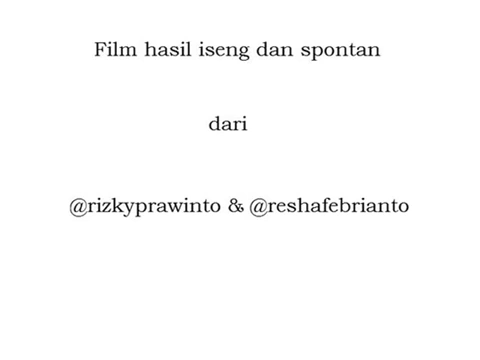 Film hasil iseng dan spontan
dari
@rizkyprawinto & @reshafebrianto